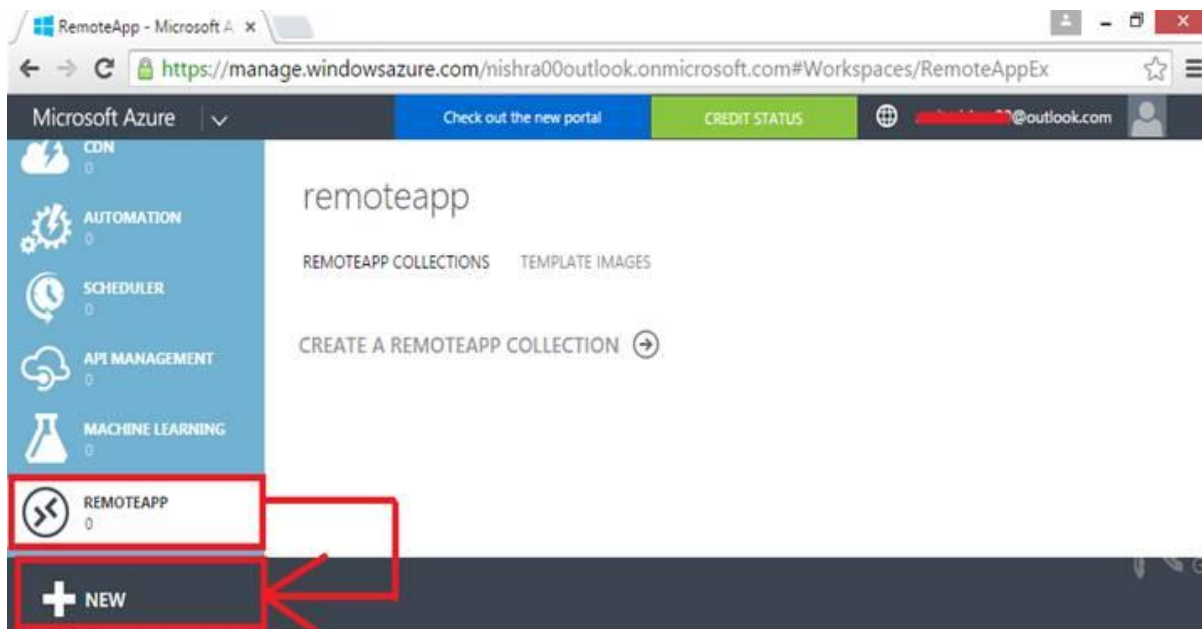 RemoteApp - Microsoft A
https://manage.windowsazure.com/nishra00outlook.onmicrosoft.com#Workspaces/RemoteAppEx
Microsoft Azure
Check out the new portal
CREDIT STATUS
@outlook.com
CDN
0
AUTOMATION
0
SCHEDULER
0
API MANAGEMENT
0
MACHINE LEARNING
0
REMOTEAPP
0
NEW
remoteapp
REMOTEAPP COLLECTIONS TEMPLATE IMAGES
CREATE A REMOTEAPP COLLECTION